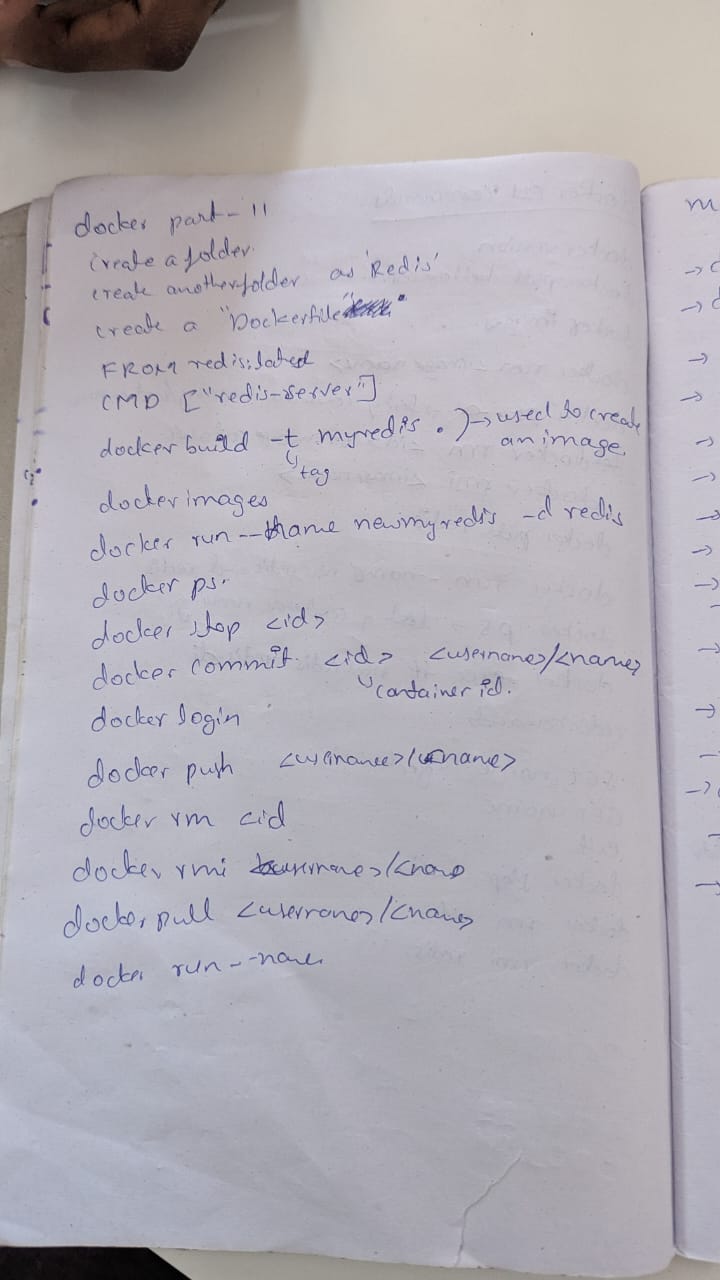 docker part-11
create a folder.
create another folder as 'Redis'
create a "Dockerfile".
FROM redis:lated
CMD ["redis-server"]
docker build -t myredis . ) → used to create
an image.
tag
docker images
docker run --name newmyredis -d redis
docker ps.
docker stop <id>
docker commit <id> <username>/<name>
container id.
docker login
docker push <username>/<name>
docker rm cid
docker rmi <username>/<name>
docker pull <username>/<name>
docker run --name
m